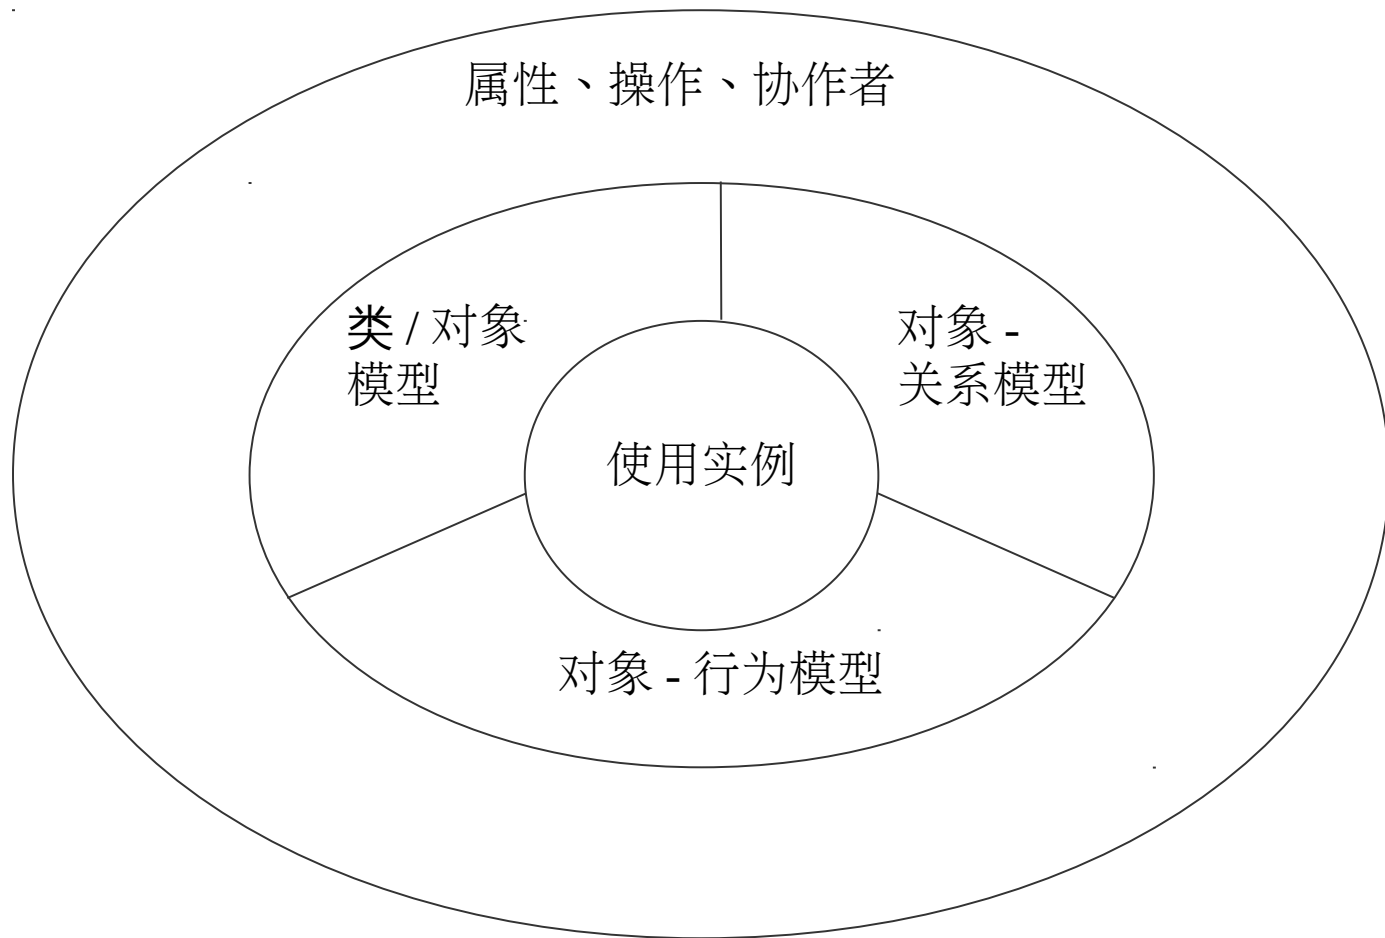 属性、操作、协作者
类 / 对象
模型
对象 -
关系模型
使用实例
对象 - 行为模型